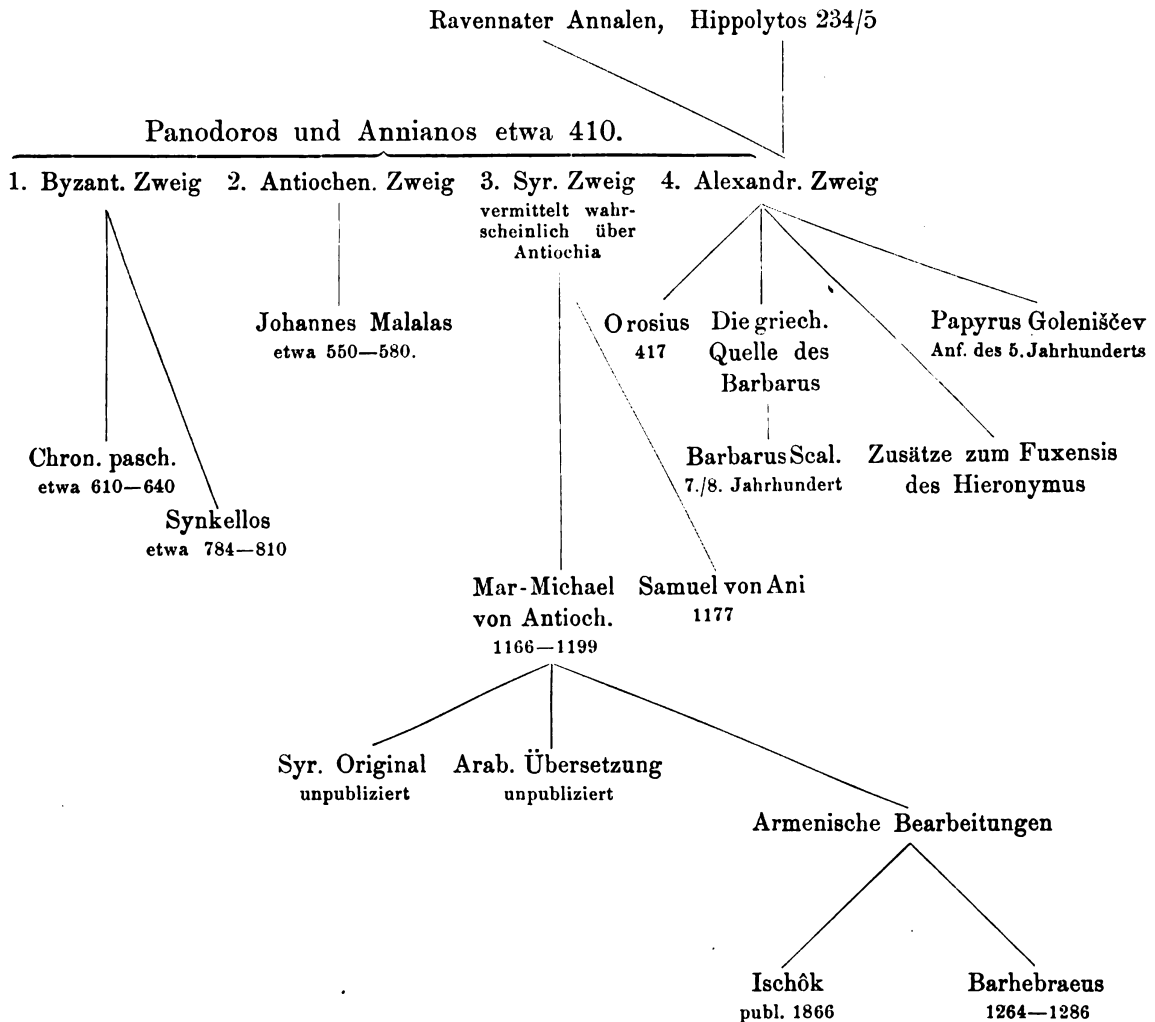 Ravennater Annalen, Hippolytos 234/5
Panodoros und Annianos etwa 410.
1. Byzant. Zweig 2. Antiochen. Zweig 3. Syr. Zweig 4. Alexandr. Zweig
vermittelt wahr-
scheinlich über
Antiochia
Johannes Malalas
etwa 550—580.
Orosius
417
Die griech.
Quelle des
Barbarus
Papyrus Goleniščev
Anf. des 5. Jahrhunderts
Chron. pasch.
etwa 610—640
Barbarus Scal.
7./8. Jahrhundert
Zusätze zum Fuxensis
des Hieronymus
Synkellos
etwa 784—810
Mar-Michael
von Antioch.
1166—1199
Samuel von Ani
1177
Syr. Original
unpubliziert
Arab. Übersetzung
unpubliziert
Armenische Bearbeitungen
Ischôk
publ. 1866
Barhebraeus
1264—1286